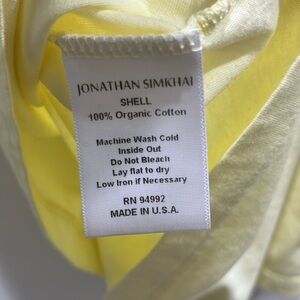 JONATHAN SIMKHAI
SHELL
100% Organic Cotton
Machine Wash Cold
Inside Out
Do Not Bleach
Lay flat to dry
Low Iron if Necessary
RN 94992
MADE IN U.S.A.